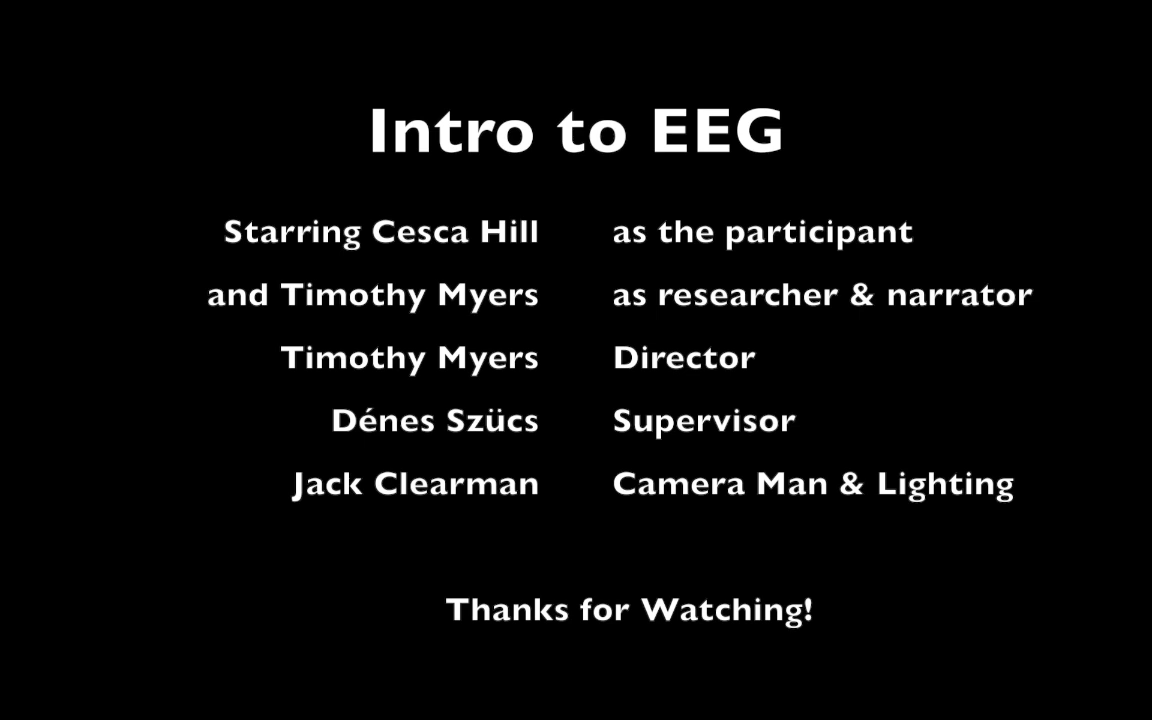 Intro to EEG
Starring Cesca Hill as the participant
and Timothy Myers as researcher & narrator
Timothy Myers Director
Dénes Szücs Supervisor
Jack Clearman Camera Man & Lighting
Thanks for Watching!